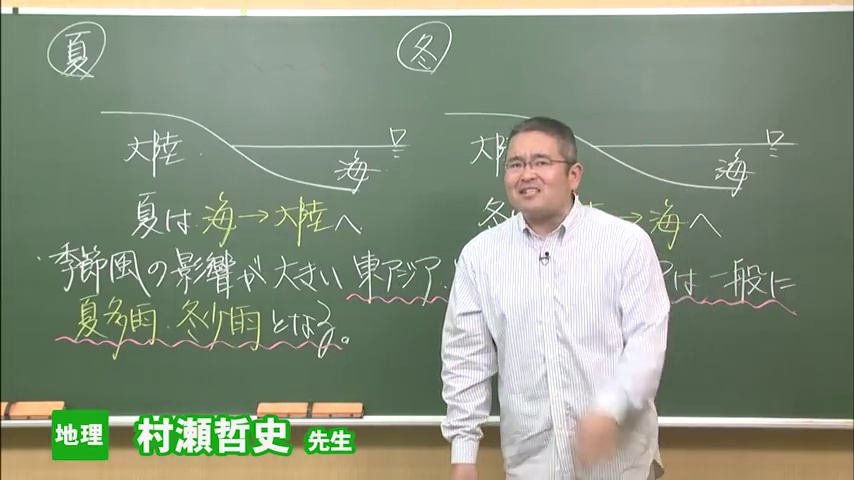 夏
冬
大陸
海
大陸
海
夏は 海→大陸へ
冬 →海へ
季節風の影響が大きい 東アジア アは一般に
夏多雨、冬少雨となる。
地理 村瀬哲史 先生